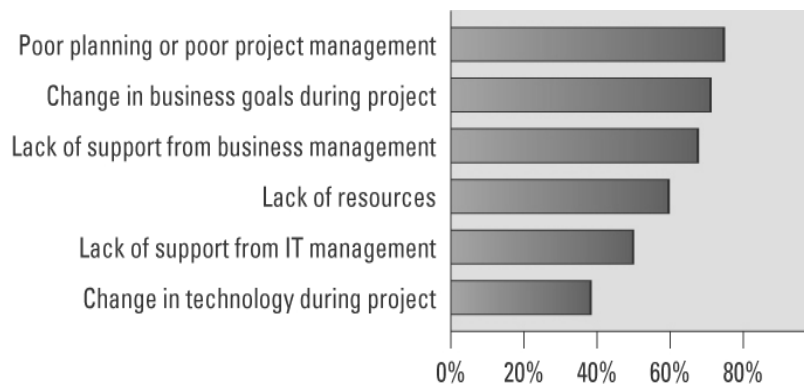 Poor planning or poor project management
Change in business goals during project
Lack of support from business management
Lack of resources
Lack of support from IT management
Change in technology during project
0% 20% 40% 60% 80%